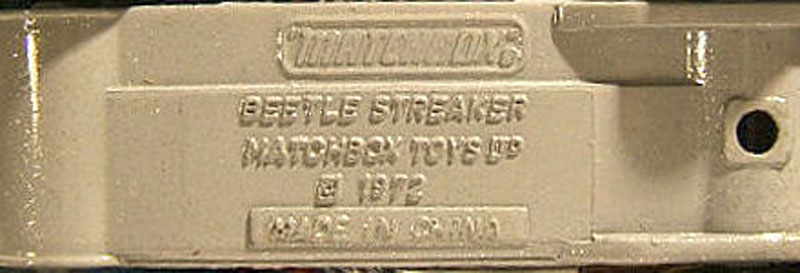 "MATCHBOX"®
BEETLE STREAKER
MATCHBOX TOYS LTD
© 1972
MADE IN CHINA